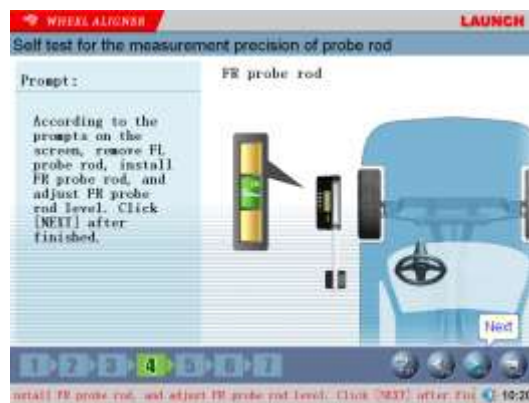 WHEEL ALIGNER
LAUNCH
Self test for the measurement precision of probe rod
Prompt:
FR probe rod
According to the
prompts on the
screen, remove FL
probe rod, install
FR probe rod, and
adjust FR probe
rod level. Click
[NEXT] after
finished.
Next
1 2 3 4 5 6 7
nstall FR probe rod, and adjust FR probe rod level. Click [NEXT] after